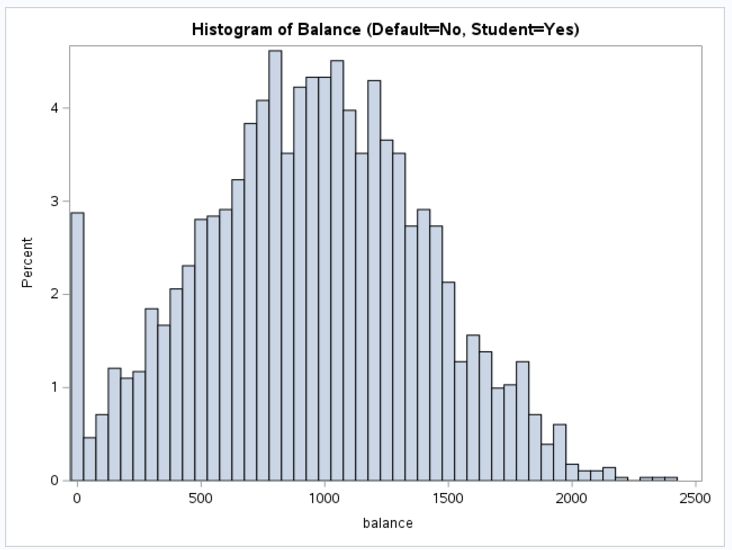 Histogram of Balance (Default=No, Student=Yes)
4
3
2
1
0
Percent
0 500 1000 1500 2000 2500
balance